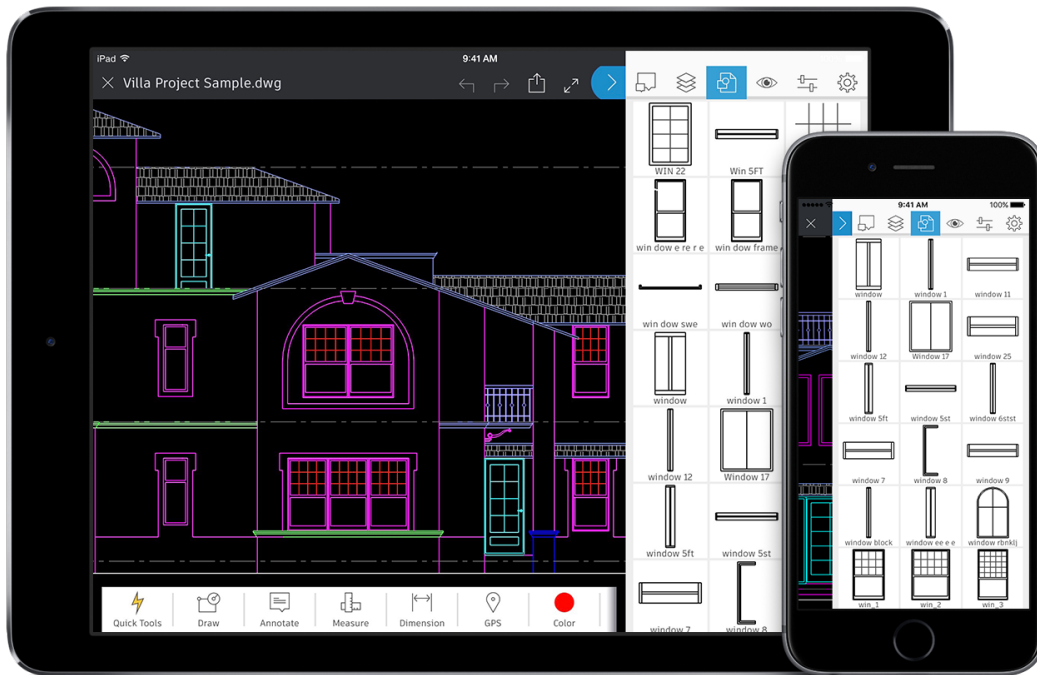 iPad
9:41 AM
Villa Project Sample.dwg
WIN 22
Win 5FT
win dow e re r e
win dow frame
win dow swe
win dow wo
window
window 1
window 12
Window 17
window 5ft
window 5st
window 7
window 8
Quick Tools
Draw
Annotate
Measure
Dimension
GPS
Color
9:41 AM
100%
window
window 1
window 11
window 12
Window 17
window 25
window 5ft
window 5st
window 6stst
window 7
window 8
window 9
window block
window ee e e
window rbnklj
win_1
win_2
win_3